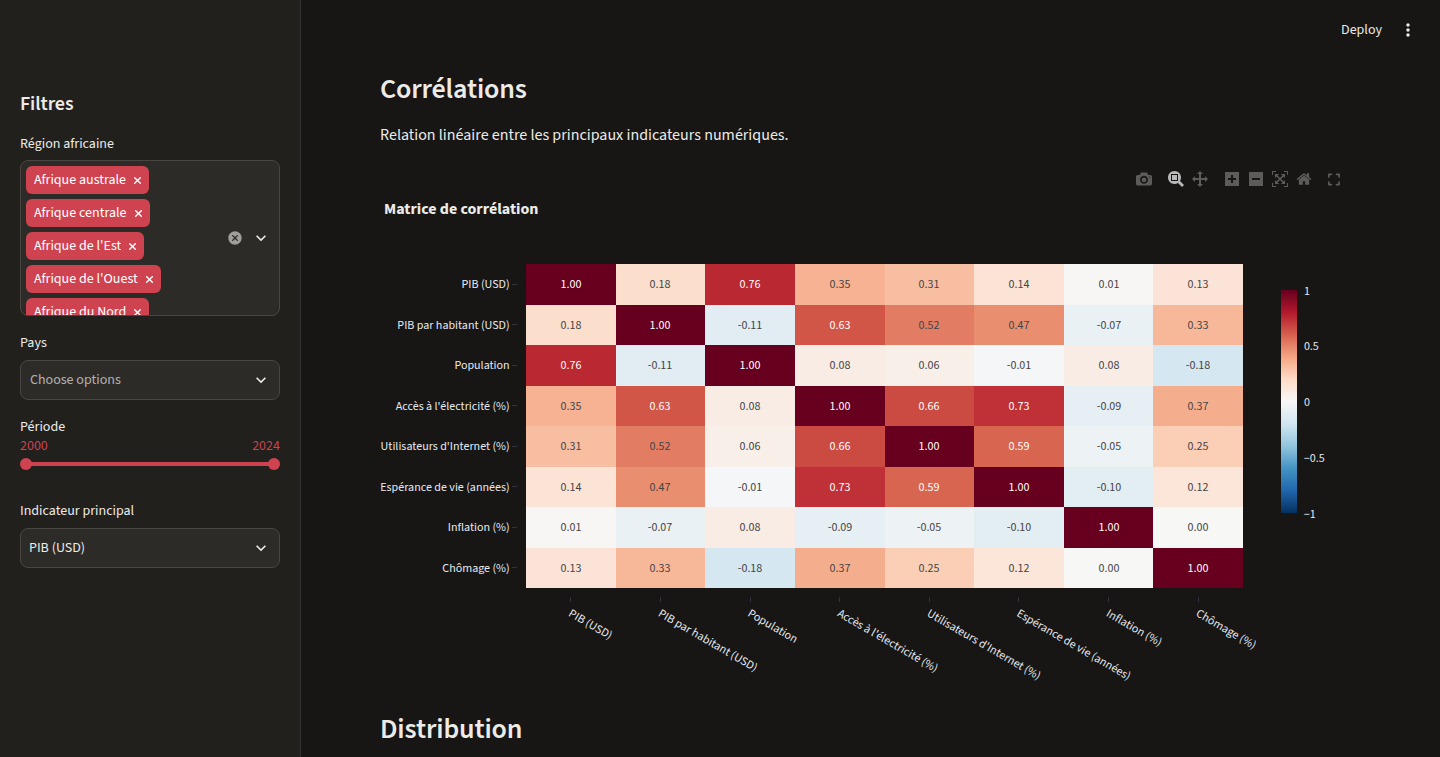 Deploy
Filtres
Région africaine
Afrique australe
Afrique centrale
Afrique de l'Est
Afrique de l'Ouest
Afrique du Nord
Pays
Choose options
Période
2000 2024
Indicateur principal
PIB (USD)
Corrélations
Relation linéaire entre les principaux indicateurs numériques.
Matrice de corrélation
PIB (USD) 1.00 0.18 0.76 0.35 0.31 0.14 0.01 0.13
PIB par habitant (USD) 0.18 1.00 -0.11 0.63 0.52 0.47 -0.07 0.33
Population 0.76 -0.11 1.00 0.08 0.06 -0.01 0.08 -0.18
Accès à l'électricité (%) 0.35 0.63 0.08 1.00 0.66 0.73 -0.09 0.37
Utilisateurs d'Internet (%) 0.31 0.52 0.06 0.66 1.00 0.59 -0.05 0.25
Espérance de vie (années) 0.14 0.47 -0.01 0.73 0.59 1.00 -0.10 0.12
Inflation (%) 0.01 -0.07 0.08 -0.09 -0.05 -0.10 1.00 0.00
Chômage (%) 0.13 0.33 -0.18 0.37 0.25 0.12 0.00 1.00
PIB (USD)
PIB par habitant (USD)
Population
Accès à l'électricité (%)
Utilisateurs d'Internet (%)
Espérance de vie (années)
Inflation (%)
Chômage (%)
1
0.5
0
−0.5
−1
Distribution